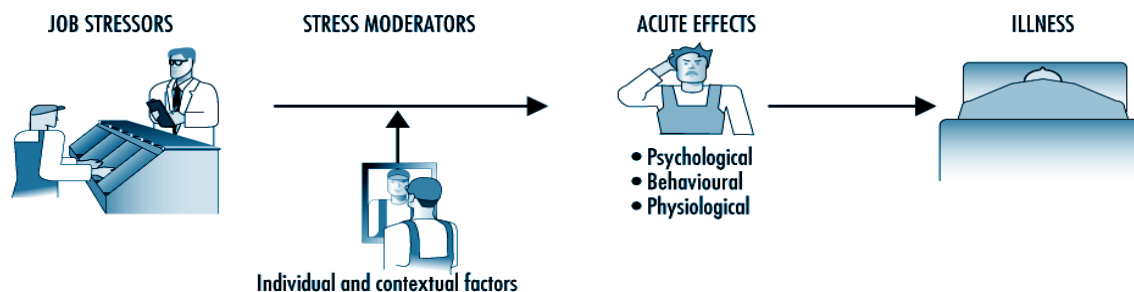 JOB STRESSORS
STRESS MODERATORS
ACUTE EFFECTS
ILLNESS
• Psychological
• Behavioural
• Physiological
Individual and contextual factors